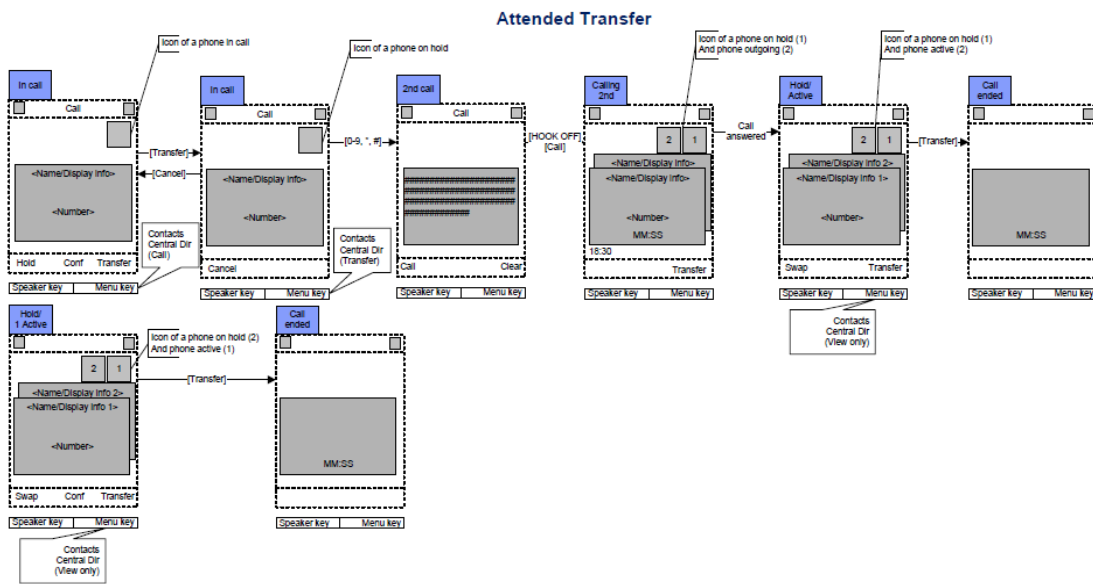 Attended Transfer
Icon of a phone in call
Icon of a phone on hold
Icon of a phone on hold (1)
And phone outgoing (2)
Icon of a phone on hold (1)
And phone active (2)
In call
Call
<Name/Display info>
<Number>
Hold Conf Transfer
Speaker key Menu key
Contacts
Central Dir
(Call)
[Transfer]
[Cancel]
In call
Call
<Name/Display info>
<Number>
Cancel
Speaker key Menu key
Contacts
Central Dir
(Transfer)
[0-9, *, #]
2nd call
Call
######################
######################
######################
#############
Call Clear
Speaker key Menu key
[HOOK OFF]
[Call]
Calling
2nd
2 1
<Name/Display info>
<Name/Display info>
<Number>
MM:SS
18:30
Transfer
Speaker key Menu key
Call
answered
Hold/
Active
2 1
<Name/Display info 2>
<Name/Display info 1>
<Number>
Swap Transfer
Speaker key Menu key
Contacts
Central Dir
(View only)
[Transfer]
Call
ended
MM:SS
Speaker key Menu key
Hold/
1 Active
Icon of a phone on hold (2)
And phone active (1)
2 1
<Name/Display info 2>
<Name/Display info 1>
<Number>
Swap Conf Transfer
Speaker key Menu key
Contacts
Central Dir
(View only)
[Transfer]
Call
ended
MM:SS
Speaker key Menu key